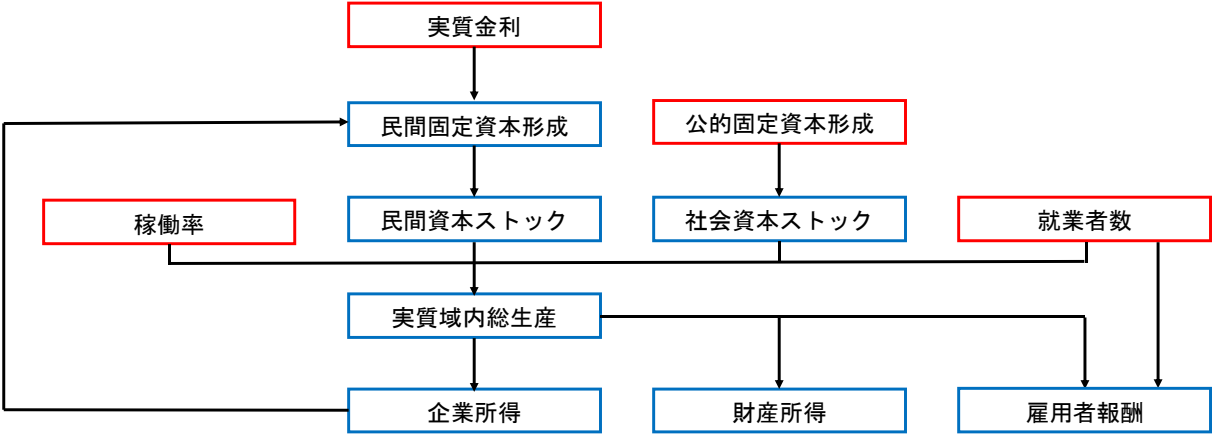 実質金利
民間固定資本形成
公的固定資本形成
稼働率
民間資本ストック
社会資本ストック
就業者数
実質域内総生産
企業所得
財産所得
雇用者報酬